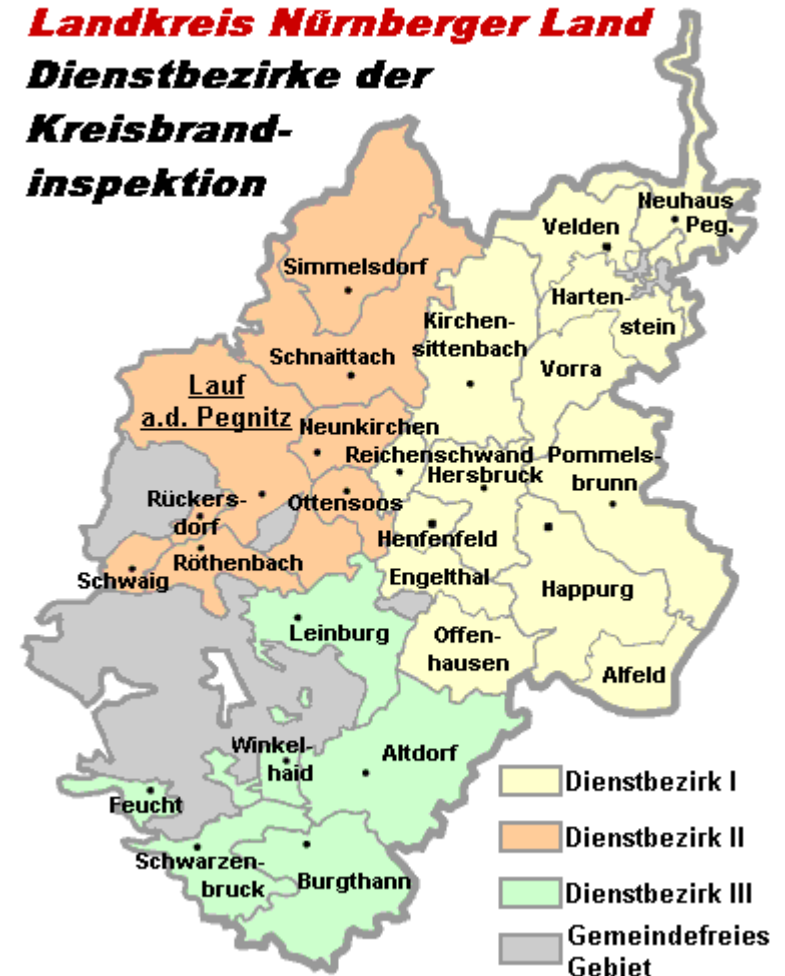 Landkreis Nürnberger Land
Dienstbezirke der
Kreisbrand-
inspektion
Neuhaus
Peg.
Velden
Simmelsdorf
Harten-
stein
Kirchen-
sittenbach
Schnaittach
Vorra
Lauf
a.d. Pegnitz
Neunkirchen
Reichenschwand
Pommels-
brunn
Hersbruck
Rückers-
dorf
Ottensoos
Henfenfeld
Röthenbach
Schwaig
Engelthal
Happurg
Leinburg
Offen-
hausen
Alfeld
Winkel-
haid
Altdorf
Feucht
Schwarzen-
bruck
Burgthann
Dienstbezirk I
Dienstbezirk II
Dienstbezirk III
Gemeindefreies
Gebiet